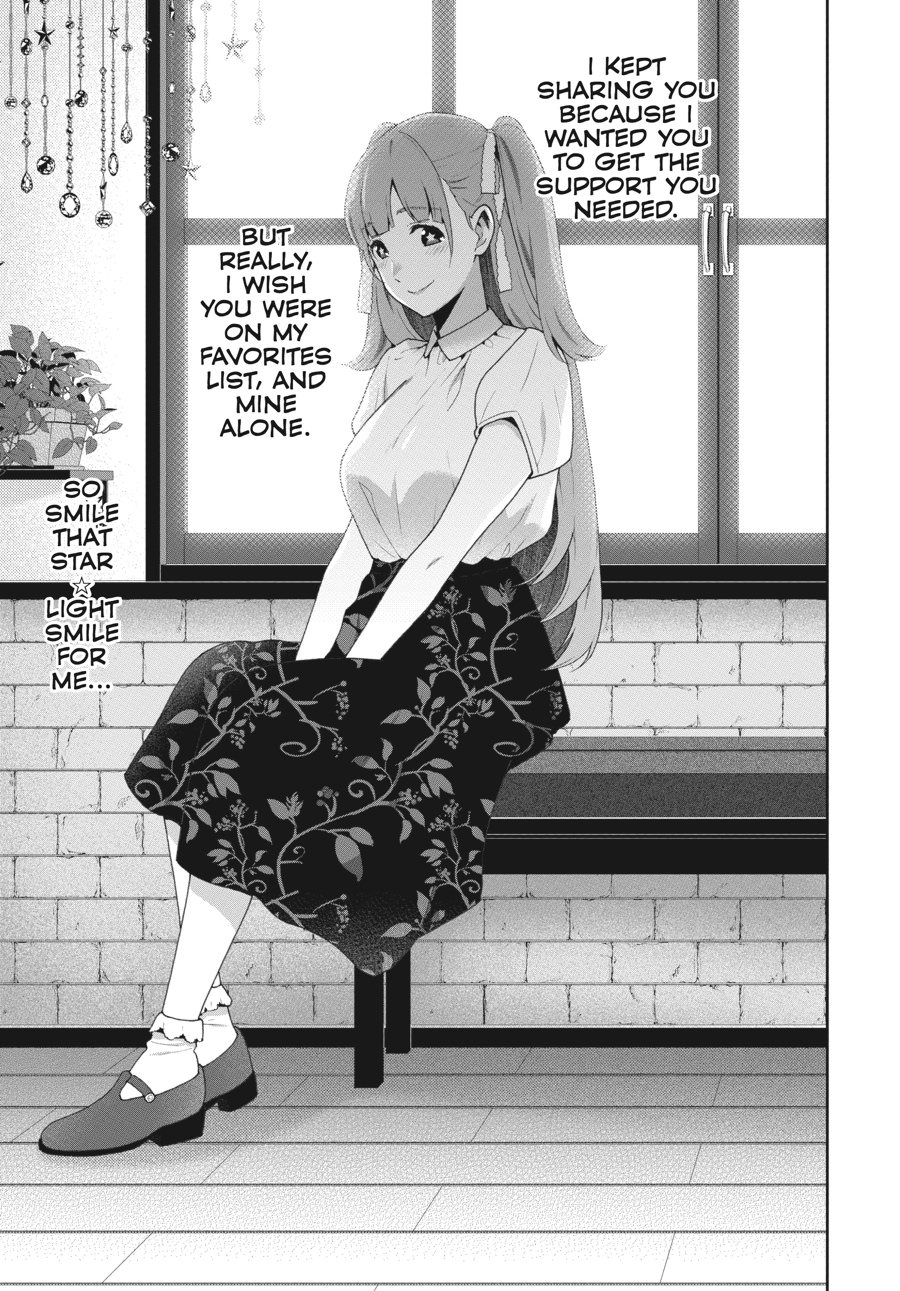 I KEPT
SHARING YOU
BECAUSE I
WANTED YOU
TO GET THE
SUPPORT YOU
NEEDED.
BUT
REALLY,
I WISH
YOU WERE
ON MY
FAVORITES
LIST, AND
MINE
ALONE.
SO
SMILE
THAT
STAR
☆
LIGHT
SMILE
FOR
ME...